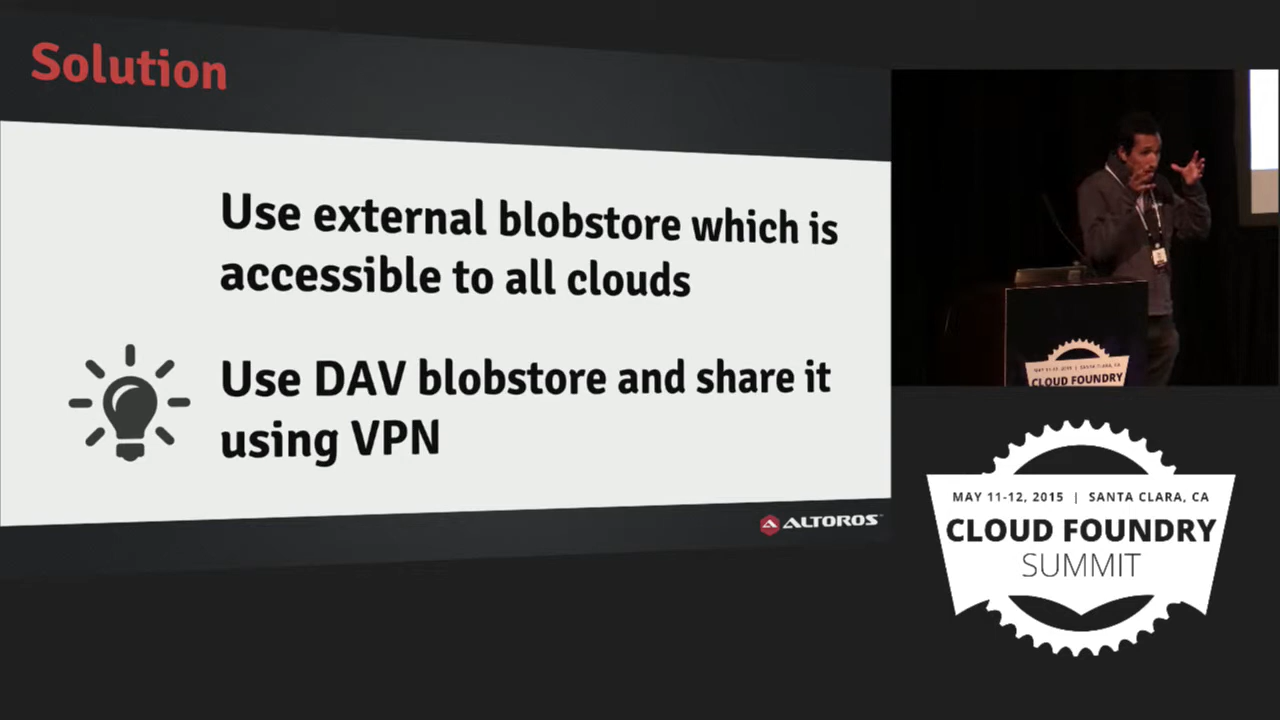 Solution
Use external blobstore which is
accessible to all clouds
Use DAV blobstore and share it
using VPN
ALTOROS
CLOUD FOUNDRY
MAY 11-12, 2015 | SANTA CLARA, CA
CLOUD FOUNDRY
SUMMIT